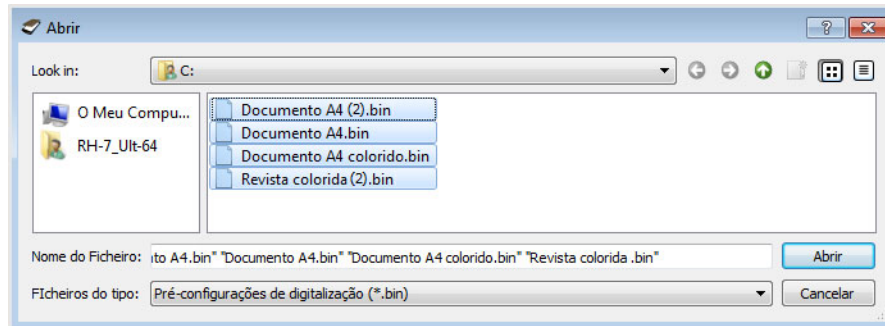 Abrir
Look in:
C:
O Meu Compu...
RH-7_Ult-64
Documento A4 (2).bin
Documento A4.bin
Documento A4 colorido.bin
Revista colorida(2).bin
Nome do Ficheiro: ito A4.bin" "Documento A4.bin" "Documento A4 colorido.bin" "Revista colorida .bin"
Abrir
FIcheiros do tipo: Pré-configurações de digitalização (*.bin)
Cancelar